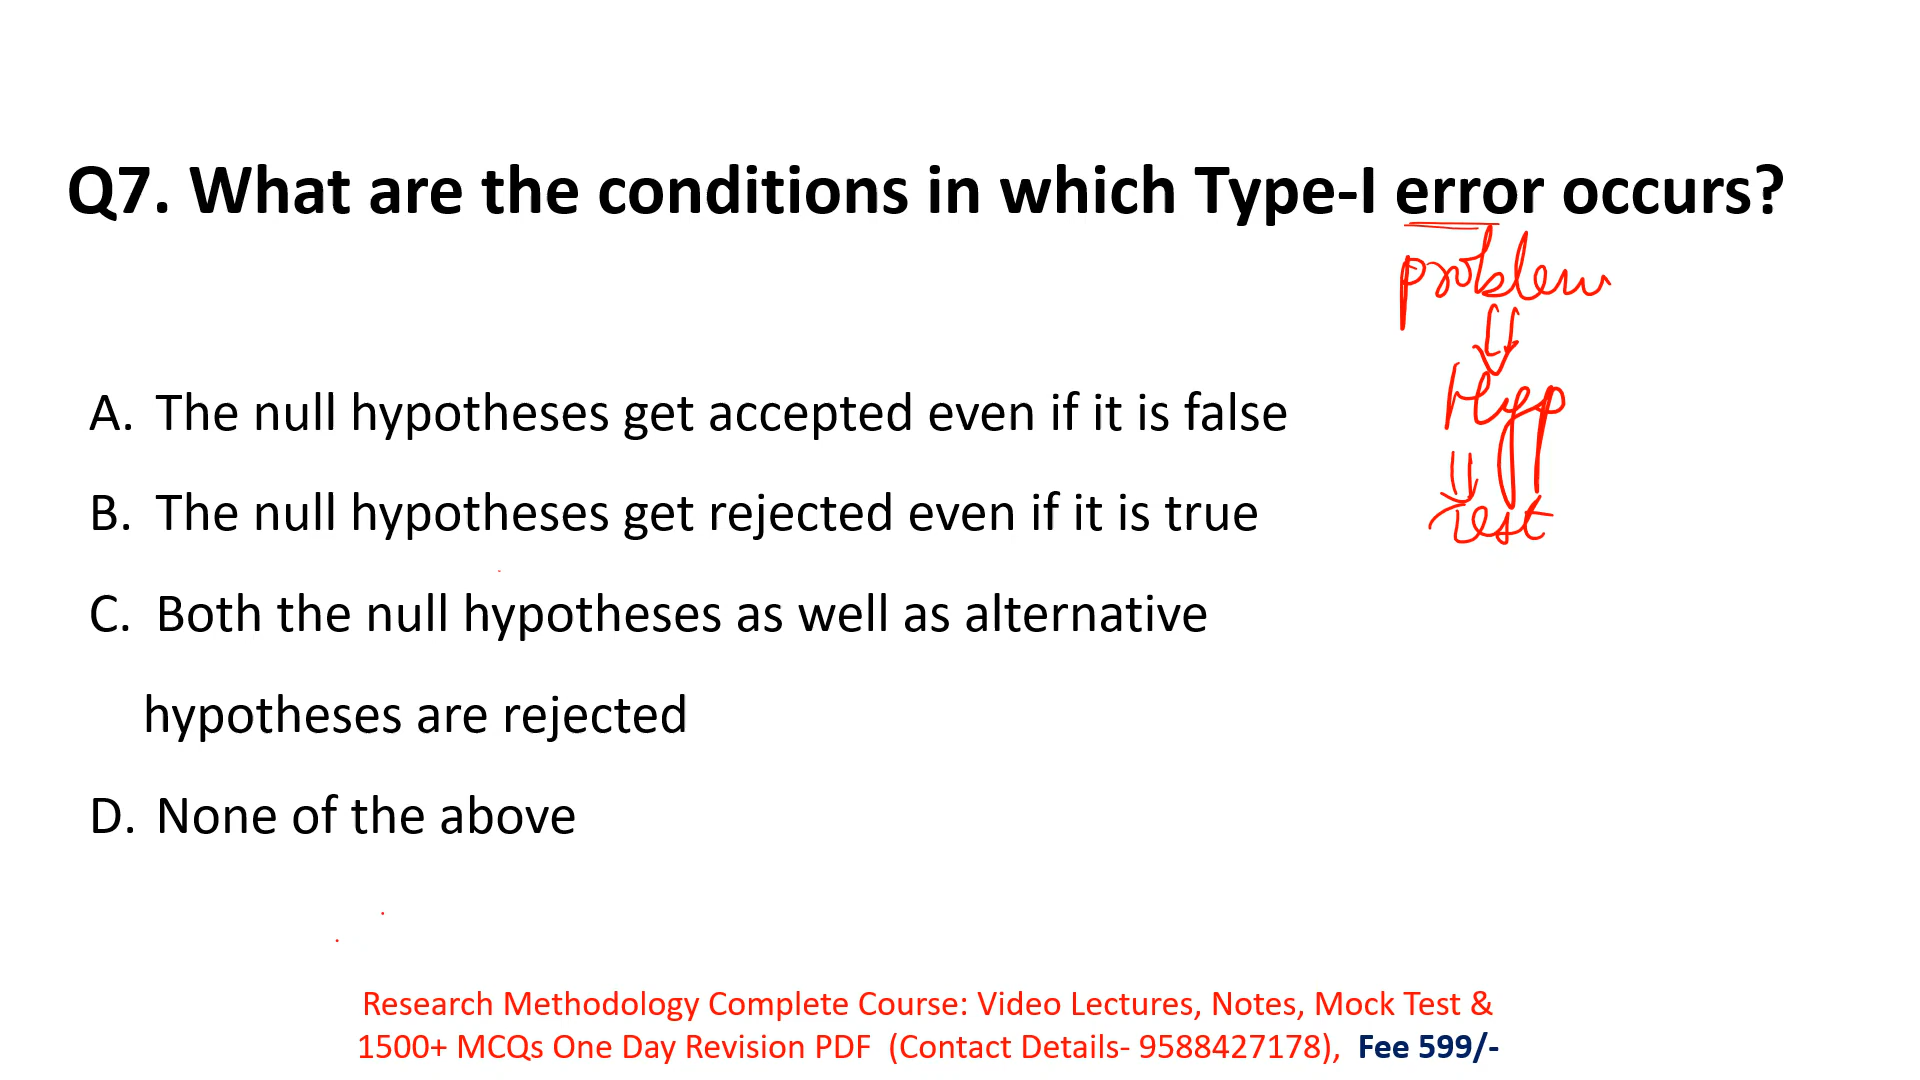 Q7. What are the conditions in which Type-I error occurs?
problem
Hyp
Test
A. The null hypotheses get accepted even if it is false
B. The null hypotheses get rejected even if it is true
C. Both the null hypotheses as well as alternative
hypotheses are rejected
D. None of the above
Research Methodology Complete Course: Video Lectures, Notes, Mock Test &
1500+ MCQs One Day Revision PDF (Contact Details- 9588427178), Fee 599/-